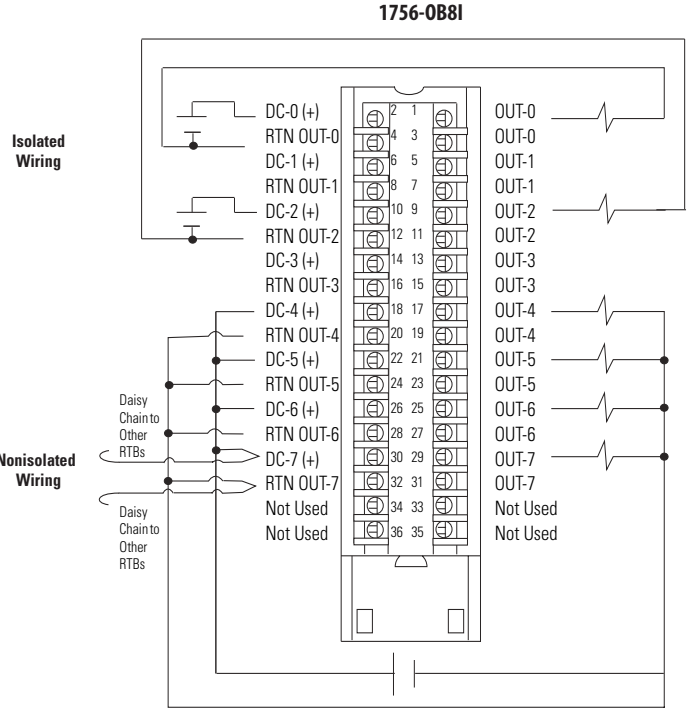 1756-OB8I
Isolated
Wiring
DC-0 (+) 2 1 OUT-0
RTN OUT-0 4 3 OUT-0
DC-1 (+) 6 5 OUT-1
RTN OUT-1 8 7 OUT-1
DC-2 (+) 10 9 OUT-2
RTN OUT-2 12 11 OUT-2
DC-3 (+) 14 13 OUT-3
RTN OUT-3 16 15 OUT-3
DC-4 (+) 18 17 OUT-4
RTN OUT-4 20 19 OUT-4
DC-5 (+) 22 21 OUT-5
RTN OUT-5 24 23 OUT-5
DC-6 (+) 26 25 OUT-6
RTN OUT-6 28 27 OUT-6
DC-7 (+) 30 29 OUT-7
RTN OUT-7 32 31 OUT-7
Not Used 34 33 Not Used
Not Used 36 35 Not Used
Daisy
Chain to
Other
RTBs
Nonisolated
Wiring
Daisy
Chain to
Other
RTBs